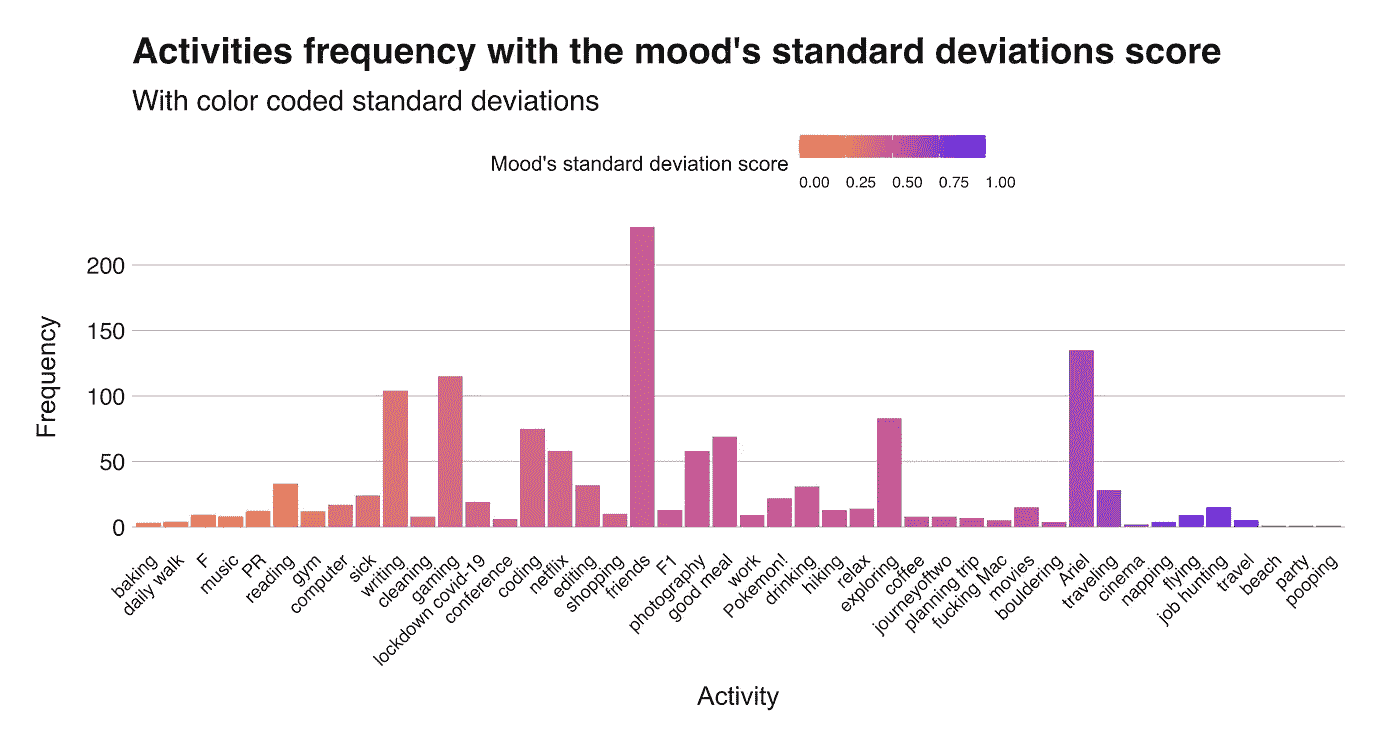 Activities frequency with the mood's standard deviations score
With color coded standard deviations
Mood's standard deviation score
0.00 0.25 0.50 0.75 1.00
Frequency
200
150
100
50
0
baking
daily walk
F
music
PR
reading
gym
computer
sick
writing
cleaning
gaming
lockdown covid-19
conference
coding
netflix
editing
shopping
friends
F1
photography
good meal
work
Pokemon!
drinking
hiking
relax
exploring
coffee
journeyoftwo
planning trip
fucking Mac
movies
bouldering
Ariel
traveling
cinema
napping
flying
job hunting
travel
beach
party
pooping
Activity